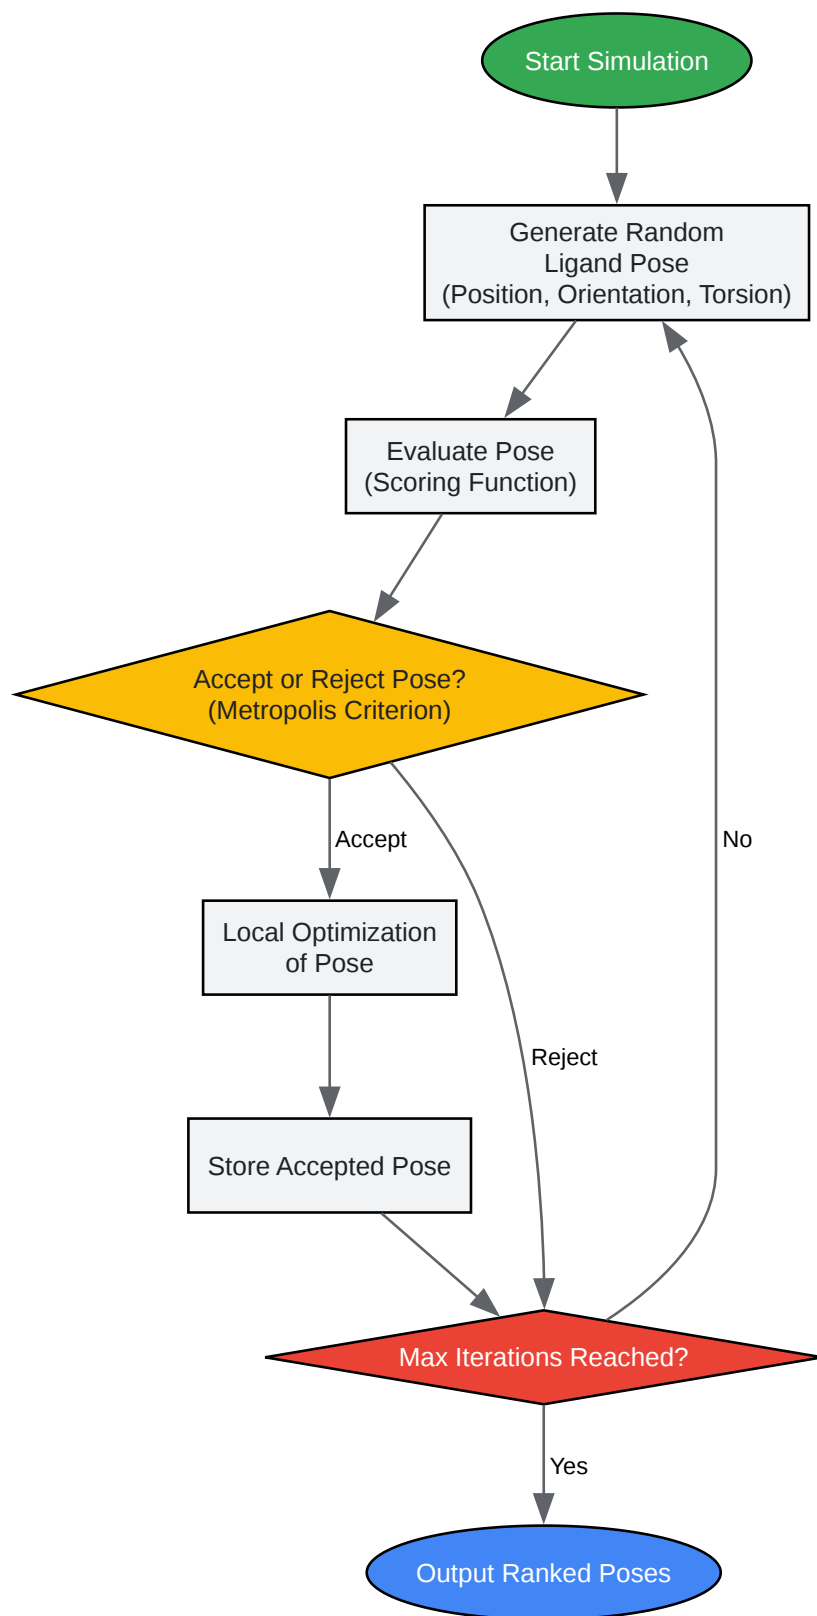 Start Simulation
Generate Random
Ligand Pose
(Position, Orientation, Torsion)
Evaluate Pose
(Scoring Function)
Accept or Reject Pose?
(Metropolis Criterion)
Accept
No
Local Optimization
of Pose
Reject
Store Accepted Pose
Max Iterations Reached?
Yes
Output Ranked Poses